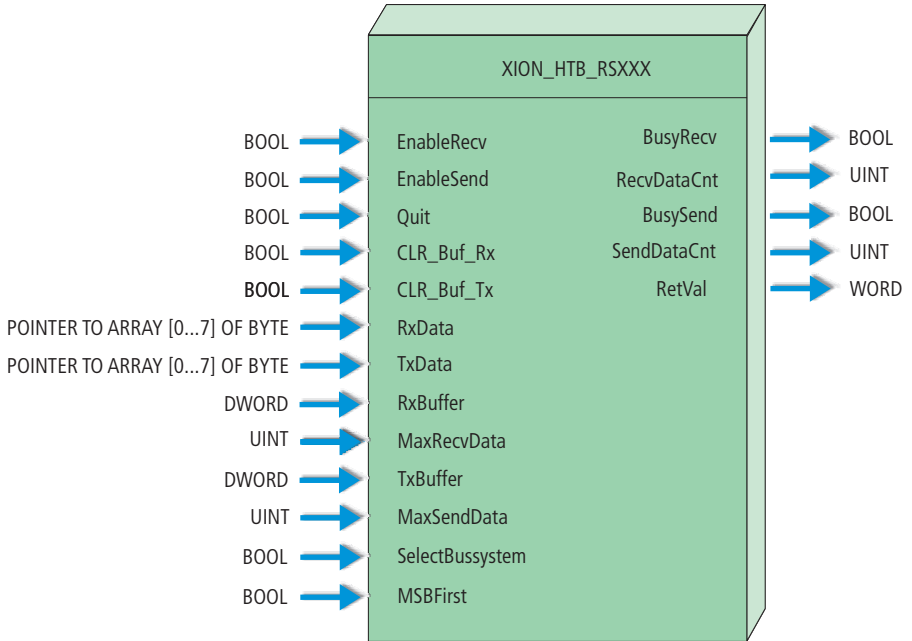 XION_HTB_RSXXX
BOOL EnableRecv BusyRecv BOOL
BOOL EnableSend RecvDataCnt UINT
BOOL Quit BusySend BOOL
BOOL CLR_Buf_Rx SendDataCnt UINT
BOOL CLR_Buf_Tx RetVal WORD
POINTER TO ARRAY [0...7] OF BYTE RxData
POINTER TO ARRAY [0...7] OF BYTE TxData
DWORD RxBuffer
UINT MaxRecvData
DWORD TxBuffer
UINT MaxSendData
BOOL SelectBussystem
BOOL MSBFirst